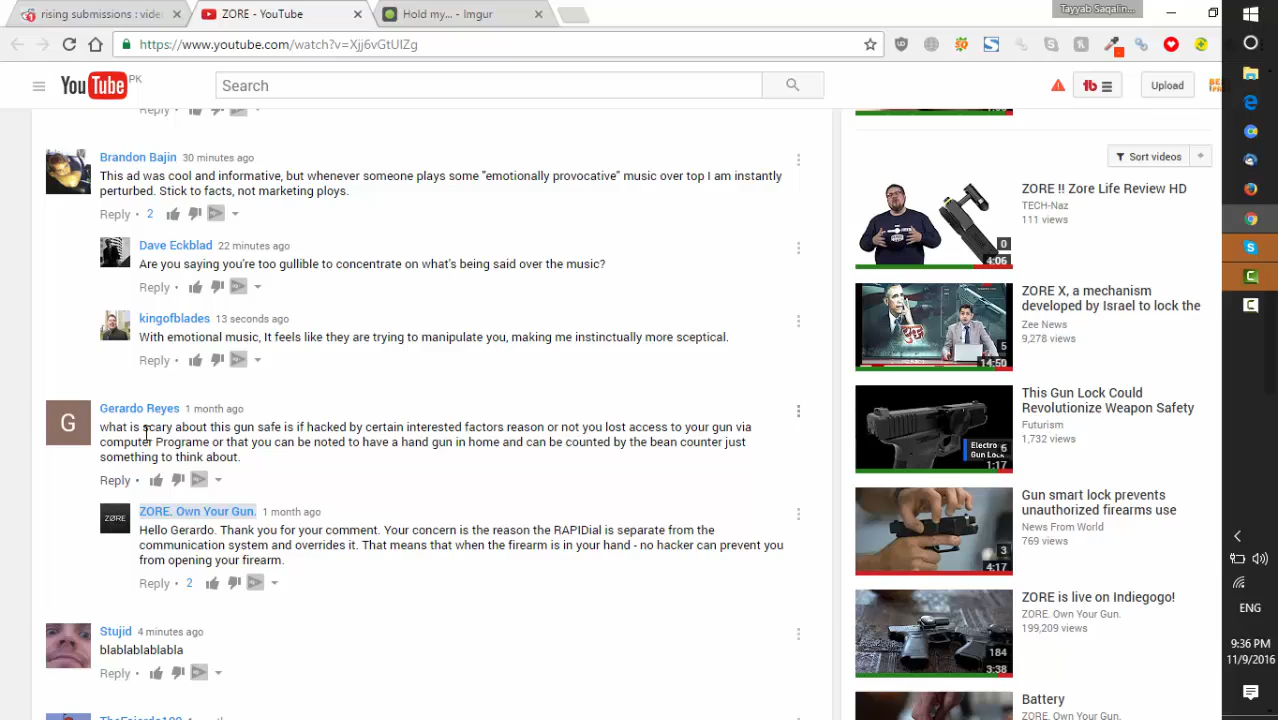 rising submissions : vide
ZORE - YouTube
Hold my... - Imgur
Tayyab Saqalin...
https://www.youtube.com/watch?v=Xjj6vGtUlZg
YouTube PK
Search
Upload
Reply
Brandon Bajin 30 minutes ago
This ad was cool and informative, but whenever someone plays some "emotionally provocative" music over top I am instantly
perturbed. Stick to facts, not marketing ploys.
Reply 2
Dave Eckblad 22 minutes ago
Are you saying you're too gullible to concentrate on what's being said over the music?
Reply
kingofblades 13 seconds ago
With emotional music, It feels like they are trying to manipulate you, making me instinctually more sceptical.
Reply
G
Gerardo Reyes 1 month ago
what is scary about this gun safe is if hacked by certain interested factors reason or not you lost access to your gun via
computer Programe or that you can be noted to have a hand gun in home and can be counted by the bean counter just
something to think about.
Reply
ZØRE
ZORE. Own Your Gun. 1 month ago
Hello Gerardo. Thank you for your comment. Your concern is the reason the RAPIDial is separate from the
communication system and overrides it. That means that when the firearm is in your hand - no hacker can prevent you
from opening your firearm.
Reply 2
Stujid 4 minutes ago
blablablablabla
Reply
Sort videos
ZORE !! Zore Life Review HD
TECH-Naz
111 views
0
4:06
ZORE X, a mechanism
developed by Israel to lock the
Zee News
9,278 views
5
14:50
This Gun Lock Could
Revolutionize Weapon Safety
Futurism
1,732 views
Electro
Gun Loc
6
1:17
Gun smart lock prevents
unauthorized firearms use
News From World
769 views
3
4:17
ZORE is live on Indiegogo!
ZORE. Own Your Gun.
199,209 views
184
3:38
Battery
ZORE. Own Your Gun.
ENG
9:36 PM
11/9/2016